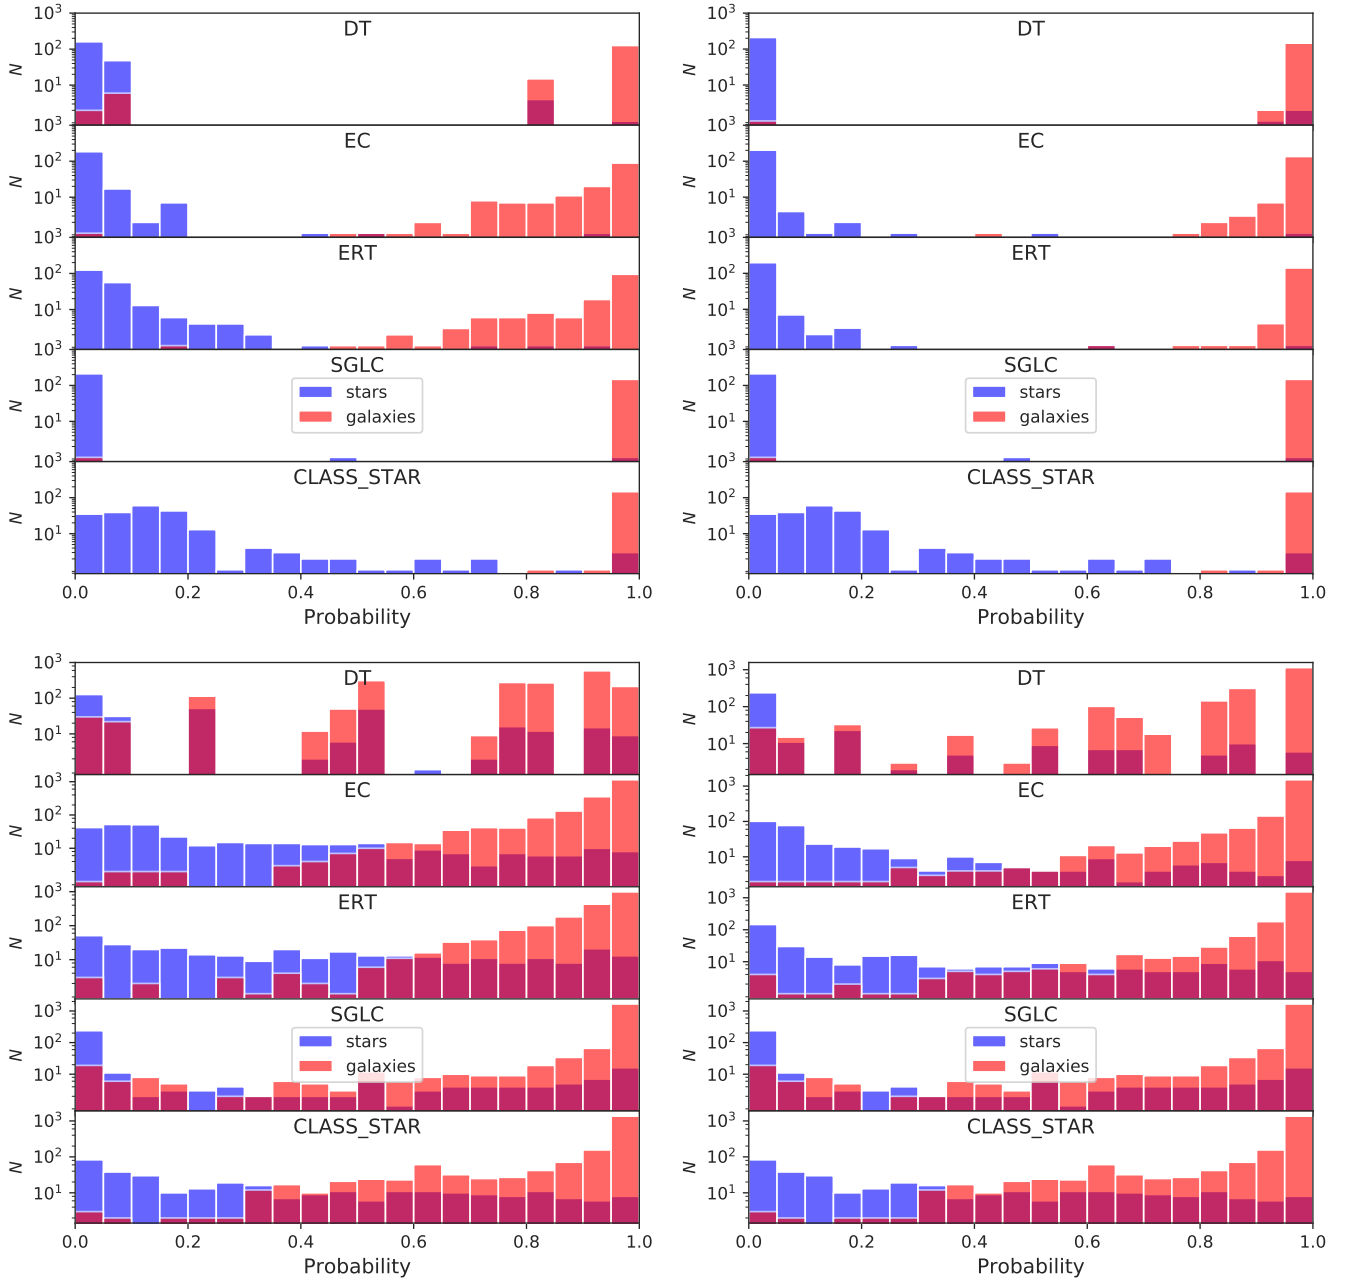 10³ DT
10²
N
10¹
10³ EC
10²
N
10¹
10³ ERT
10²
N
10¹
10³ SGLC
10²
N
10¹
stars
galaxies
10³ CLASS_STAR
10²
N
10¹
0.0 0.2 0.4 0.6 0.8 1.0
Probability
10³ DT
10²
N
10¹
10³ EC
10²
N
10¹
10³ ERT
10²
N
10¹
10³ SGLC
10²
N
10¹
stars
galaxies
10³ CLASS_STAR
10²
N
10¹
0.0 0.2 0.4 0.6 0.8 1.0
Probability
10³ DT
10²
N
10¹
10³ EC
10²
N
10¹
10³ ERT
10²
N
10¹
10³ SGLC
10²
N
10¹
stars
galaxies
10³ CLASS_STAR
10²
N
10¹
0.0 0.2 0.4 0.6 0.8 1.0
Probability
10³ DT
10²
N
10¹
10³ EC
10²
N
10¹
10³ ERT
10²
N
10¹
10³ SGLC
10²
N
10¹
stars
galaxies
10³ CLASS_STAR
10²
N
10¹
0.0 0.2 0.4 0.6 0.8 1.0
Probability